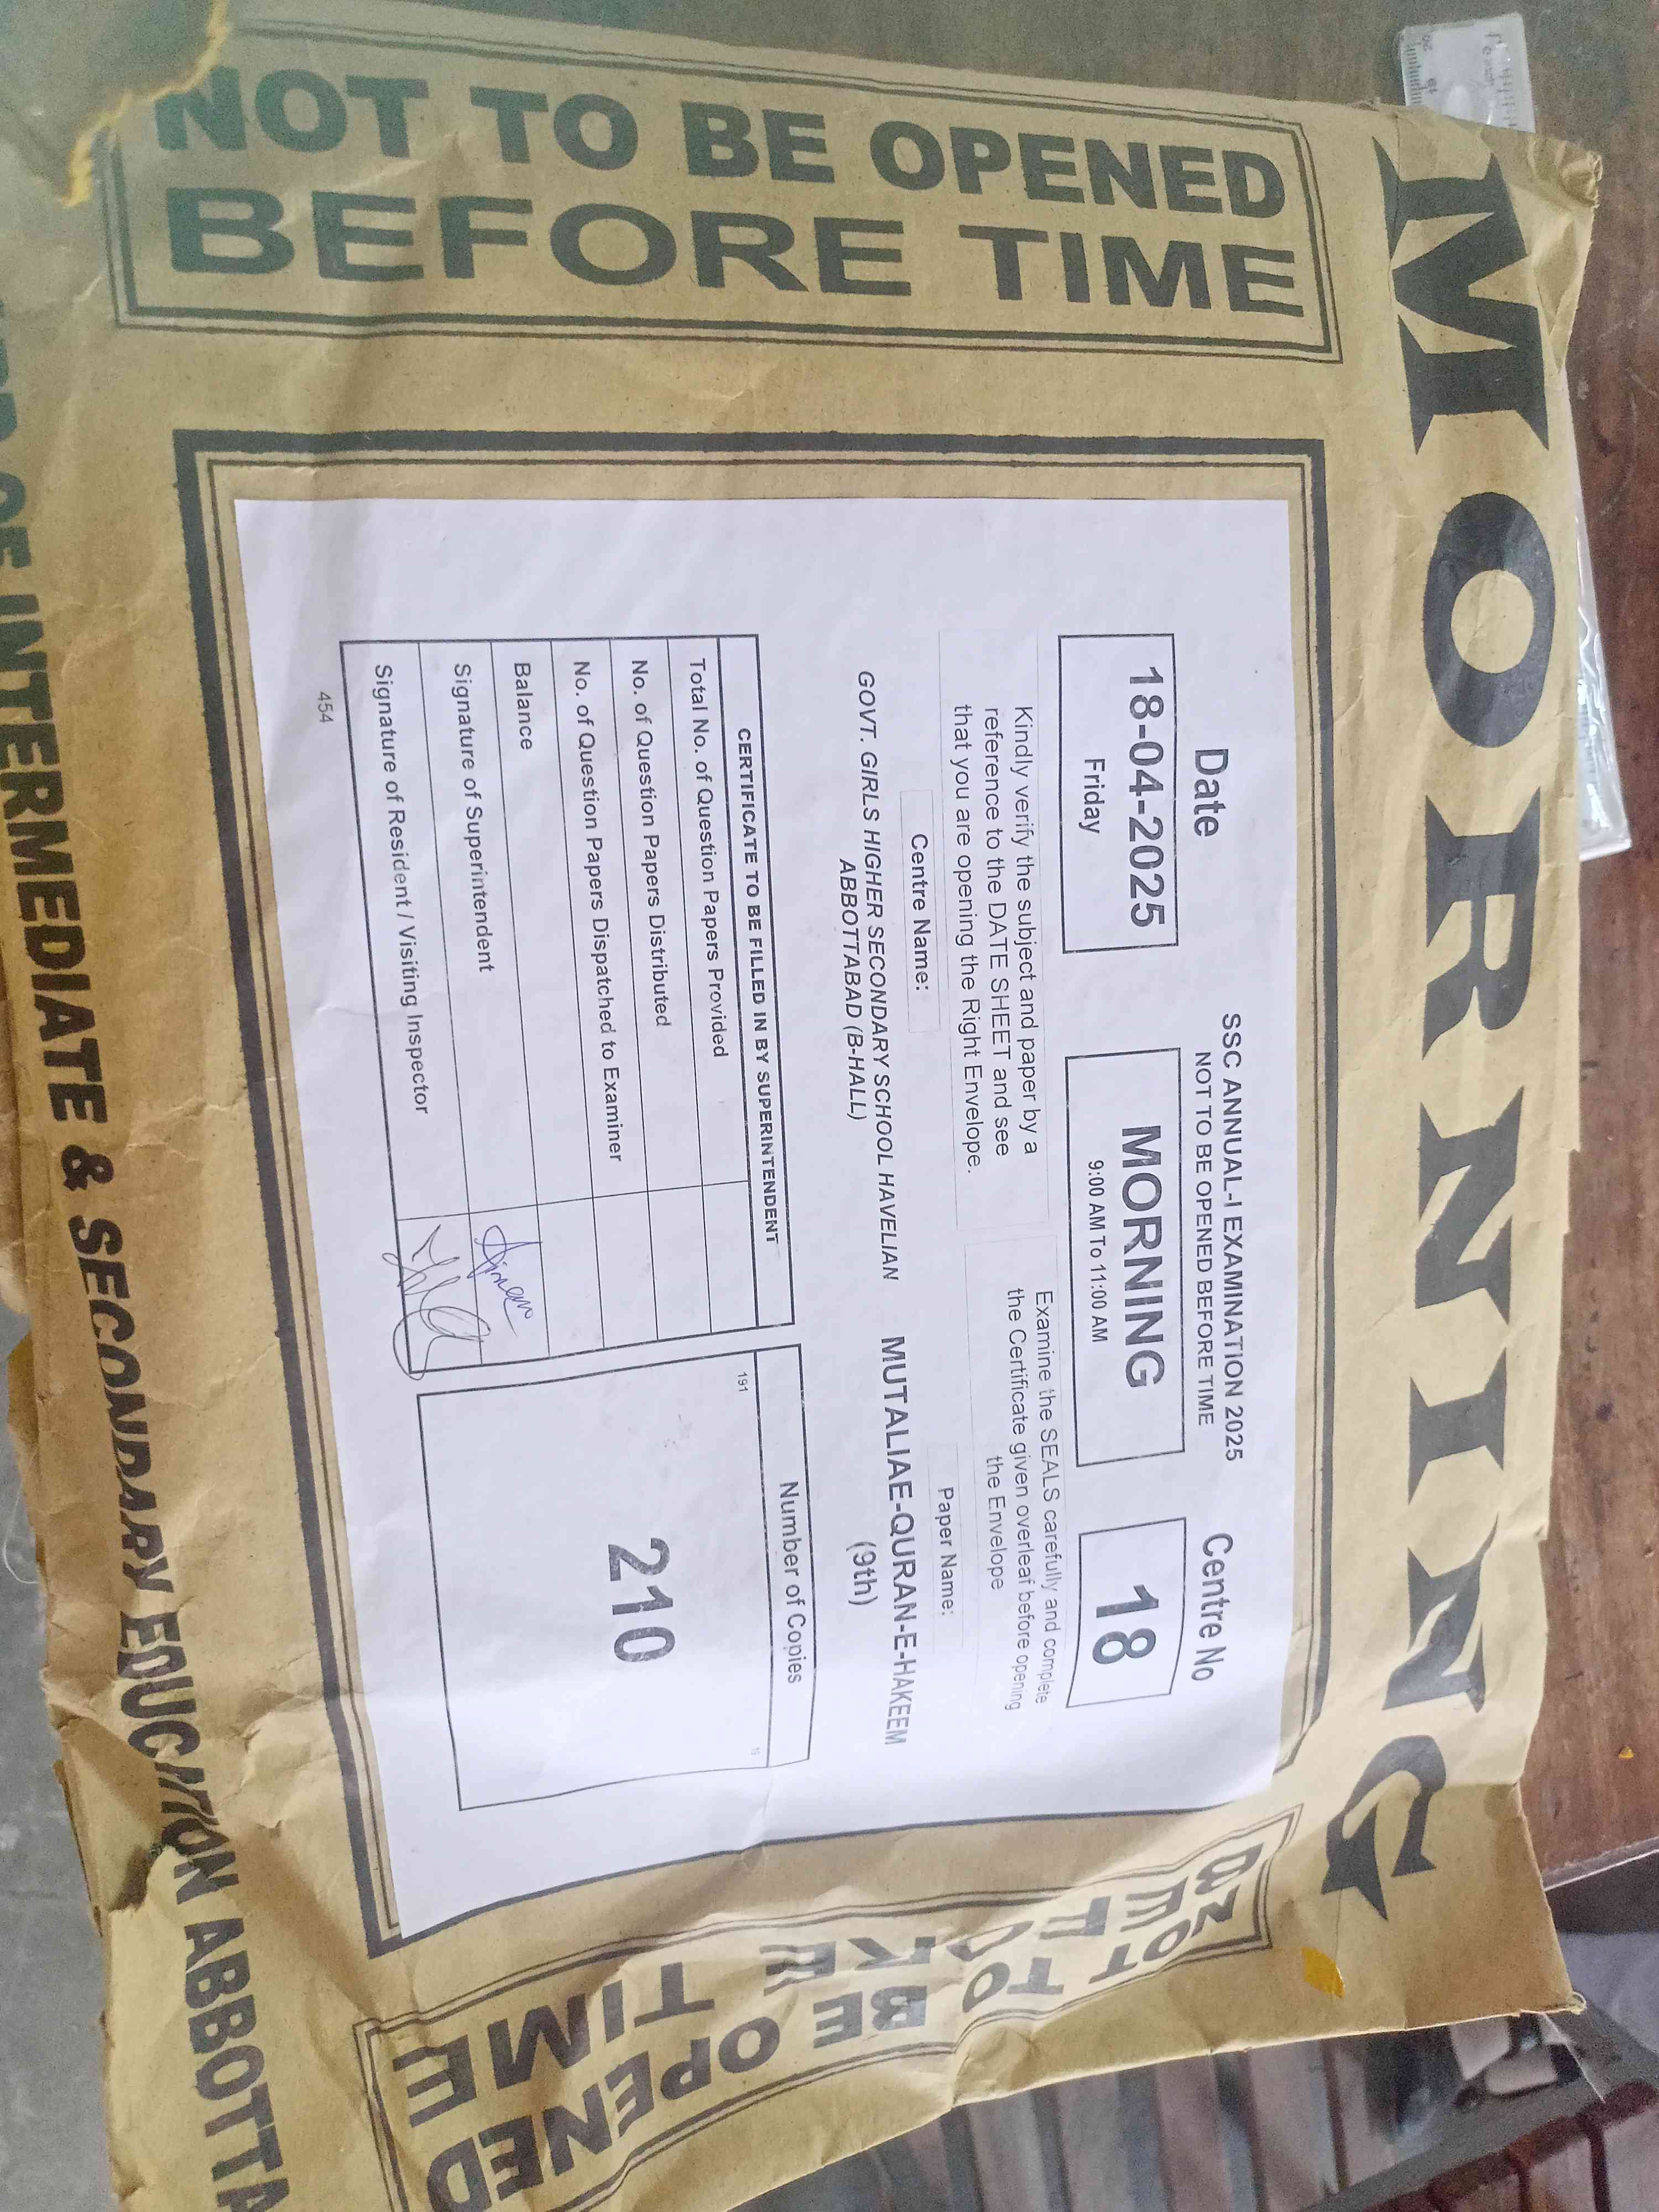 MORNING
NOT TO BE OPENED
BEFORE TIME
SSC ANNUAL-I EXAMINATION 2025
NOT TO BE OPENED BEFORE TIME
Date
Centre No
18-04-2025
Friday
MORNING
9:00 AM To 11:00 AM
18
Kindly verify the subject and paper by a
reference to the DATE SHEET and see
that you are opening the Right Envelope.
Examine the SEALS carefully and complete
the Certificate given overleaf before opening
the Envelope
Centre Name:
Paper Name:
GOVT. GIRLS HIGHER SECONDARY SCHOOL HAVELIAN
ABBOTTABAD (B-HALL)
MUTALIAE-QURAN-E-HAKEEM
(9th)
CERTIFICATE TO BE FILLED IN BY SUPERINTENDENT
Total No. of Question Papers Provided
No. of Question Papers Distributed
No. of Question Papers Dispatched to Examiner
Balance
Signature of Superintendent
Signature of Resident / Visiting Inspector
Number of Copies
191
210
454
NOT TO BE OPENED
BEFORE TIME
OF INTERMEDIATE & SECONDARY EDUCATION ABBOTTA